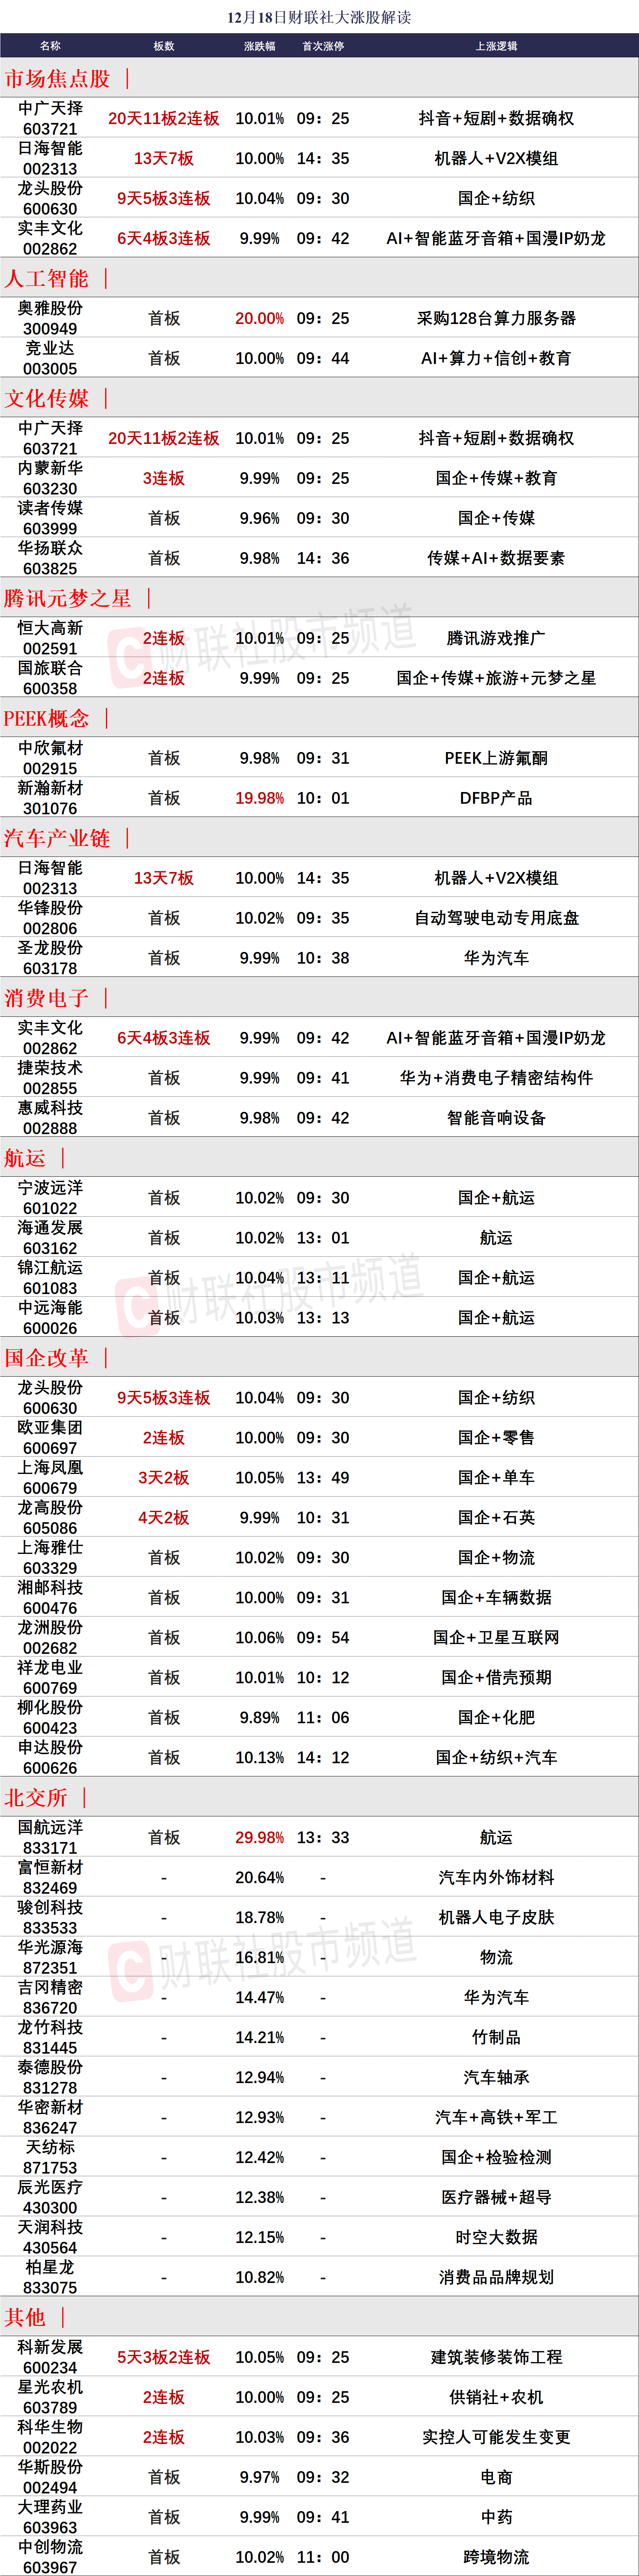 12月18日财联社大涨股解读
名称 板数 涨跌幅 首次涨停 上涨逻辑
市场焦点股 ｜
中广天择
603721 20天11板2连板 10.01% 09：25 抖音+短剧+数据确权
日海智能
002313 13天7板 10.00% 14：35 机器人+V2X模组
龙头股份
600630 9天5板3连板 10.04% 09：30 国企+纺织
实丰文化
002862 6天4板3连板 9.99% 09：42 AI+智能蓝牙音箱+国漫IP奶龙
人工智能 ｜
奥雅股份
300949 首板 20.00% 09：25 采购128台算力服务器
竞业达
003005 首板 10.00% 09：44 AI+算力+信创+教育
文化传媒 ｜
中广天择
603721 20天11板2连板 10.01% 09：25 抖音+短剧+数据确权
内蒙新华
603230 3连板 9.99% 09：25 国企+传媒+教育
读者传媒
603999 首板 9.96% 09：30 国企+传媒
华扬联众
603825 首板 9.98% 14：36 传媒+AI+数据要素
腾讯元梦之星 ｜
恒大高新
002591 2连板 10.01% 09：25 腾讯游戏推广
国旅联合
600358 2连板 9.99% 09：25 国企+传媒+旅游+元梦之星
财联社股市频道
PEEK概念 ｜
中欣氟材
002915 首板 9.98% 09：31 PEEK上游氟酮
新瀚新材
301076 首板 19.98% 10：01 DFBP产品
汽车产业链 ｜
日海智能
002313 13天7板 10.00% 14：35 机器人+V2X模组
华锋股份
002806 首板 10.02% 09：35 自动驾驶电动专用底盘
圣龙股份
603178 首板 9.99% 10：38 华为汽车
消费电子 ｜
实丰文化
002862 6天4板3连板 9.99% 09：42 AI+智能蓝牙音箱+国漫IP奶龙
捷荣技术
002855 首板 9.99% 09：41 华为+消费电子精密结构件
惠威科技
002888 首板 9.98% 09：42 智能音响设备
航运 ｜
宁波远洋
601022 首板 10.02% 09：30 国企+航运
海通发展
603162 首板 10.02% 13：01 航运
锦江航运
601083 首板 10.04% 13：11 国企+航运
中远海能
600026 首板 10.03% 13：13 国企+航运
财联社股市频道
国企改革 ｜
龙头股份
600630 9天5板3连板 10.04% 09：30 国企+纺织
欧亚集团
600697 2连板 10.00% 09：30 国企+零售
上海凤凰
600679 3天2板 10.05% 13：49 国企+单车
龙高股份
605086 4天2板 9.99% 10：31 国企+石英
上海雅仕
603329 首板 10.02% 09：30 国企+物流
湘邮科技
600476 首板 10.00% 09：31 国企+车辆数据
龙洲股份
002682 首板 10.06% 09：54 国企+卫星互联网
祥龙电业
600769 首板 10.01% 10：12 国企+借壳预期
柳化股份
600423 首板 9.89% 11：06 国企+化肥
申达股份
600626 首板 10.13% 14：12 国企+纺织+汽车
北交所 ｜
国航远洋
833171 首板 29.98% 13：33 航运
富恒新材
832469 - 20.64% - 汽车内外饰材料
骏创科技
833533 - 18.78% - 机器人电子皮肤
华光源海
872351 - 16.81% - 物流
财联社股市频道
吉冈精密
836720 - 14.47% - 华为汽车
龙竹科技
831445 - 14.21% - 竹制品
泰德股份
831278 - 12.94% - 汽车轴承
华密新材
836247 - 12.93% - 汽车+高铁+军工
天纺标
871753 - 12.42% - 国企+检验检测
辰光医疗
430300 - 12.38% - 医疗器械+超导
天润科技
430564 - 12.15% - 时空大数据
柏星龙
833075 - 10.82% - 消费品品牌规划
其他 ｜
科新发展
600234 5天3板2连板 10.05% 09：25 建筑装修装饰工程
星光农机
603789 2连板 10.00% 09：25 供销社+农机
科华生物
002022 2连板 10.03% 09：36 实控人可能发生变更
华斯股份
002494 首板 9.97% 09：32 电商
大理药业
603963 首板 9.99% 09：41 中药
中创物流
603967 首板 10.02% 11：00 跨境物流